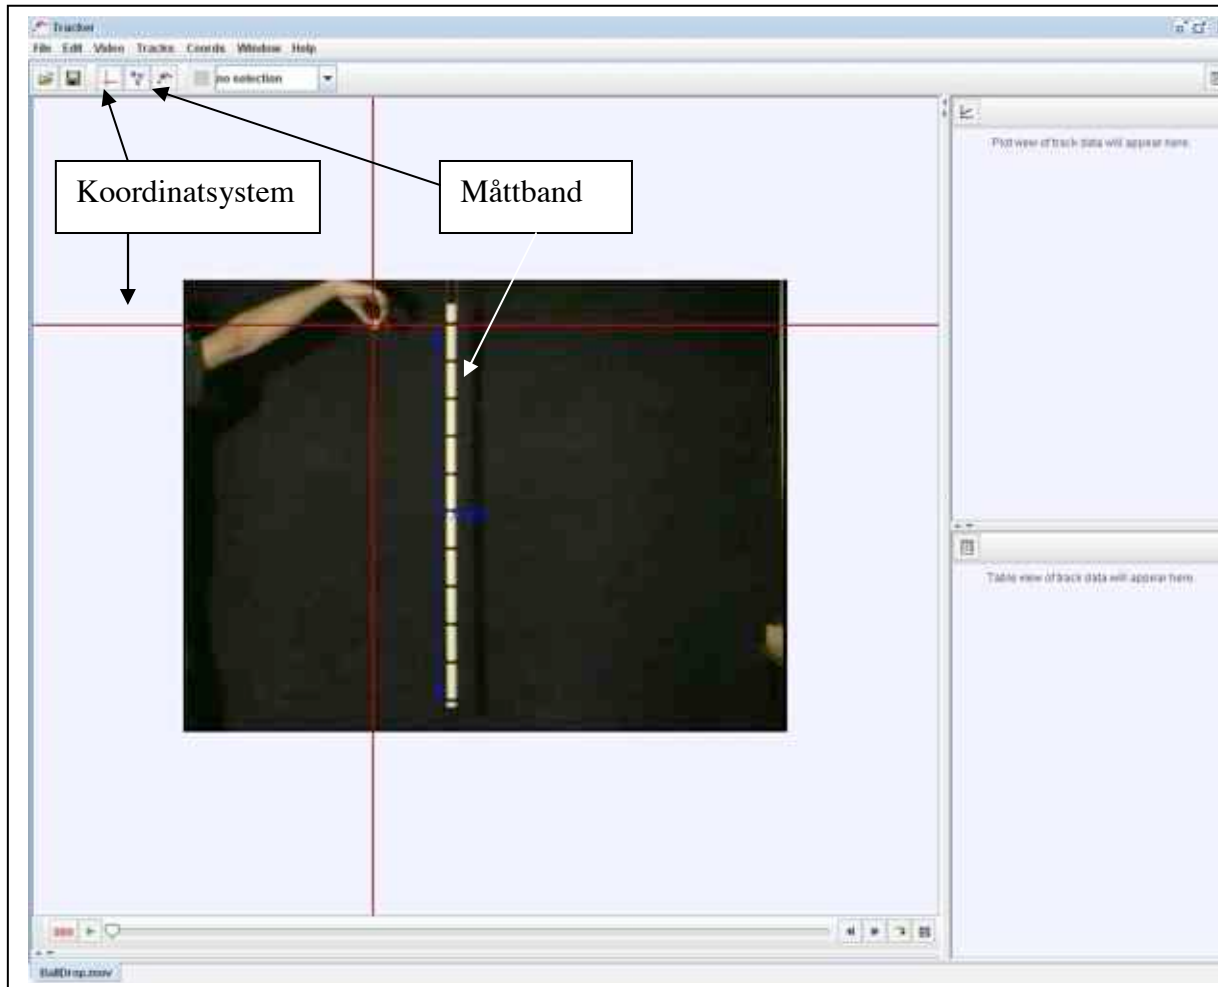 Tracker
File Edit Video Tracks Coords Window Help
no selection
Plot view of track data will appear here.
Koordinatsystem
Måttband
Table view of track data will appear here.
BallDrop.mov